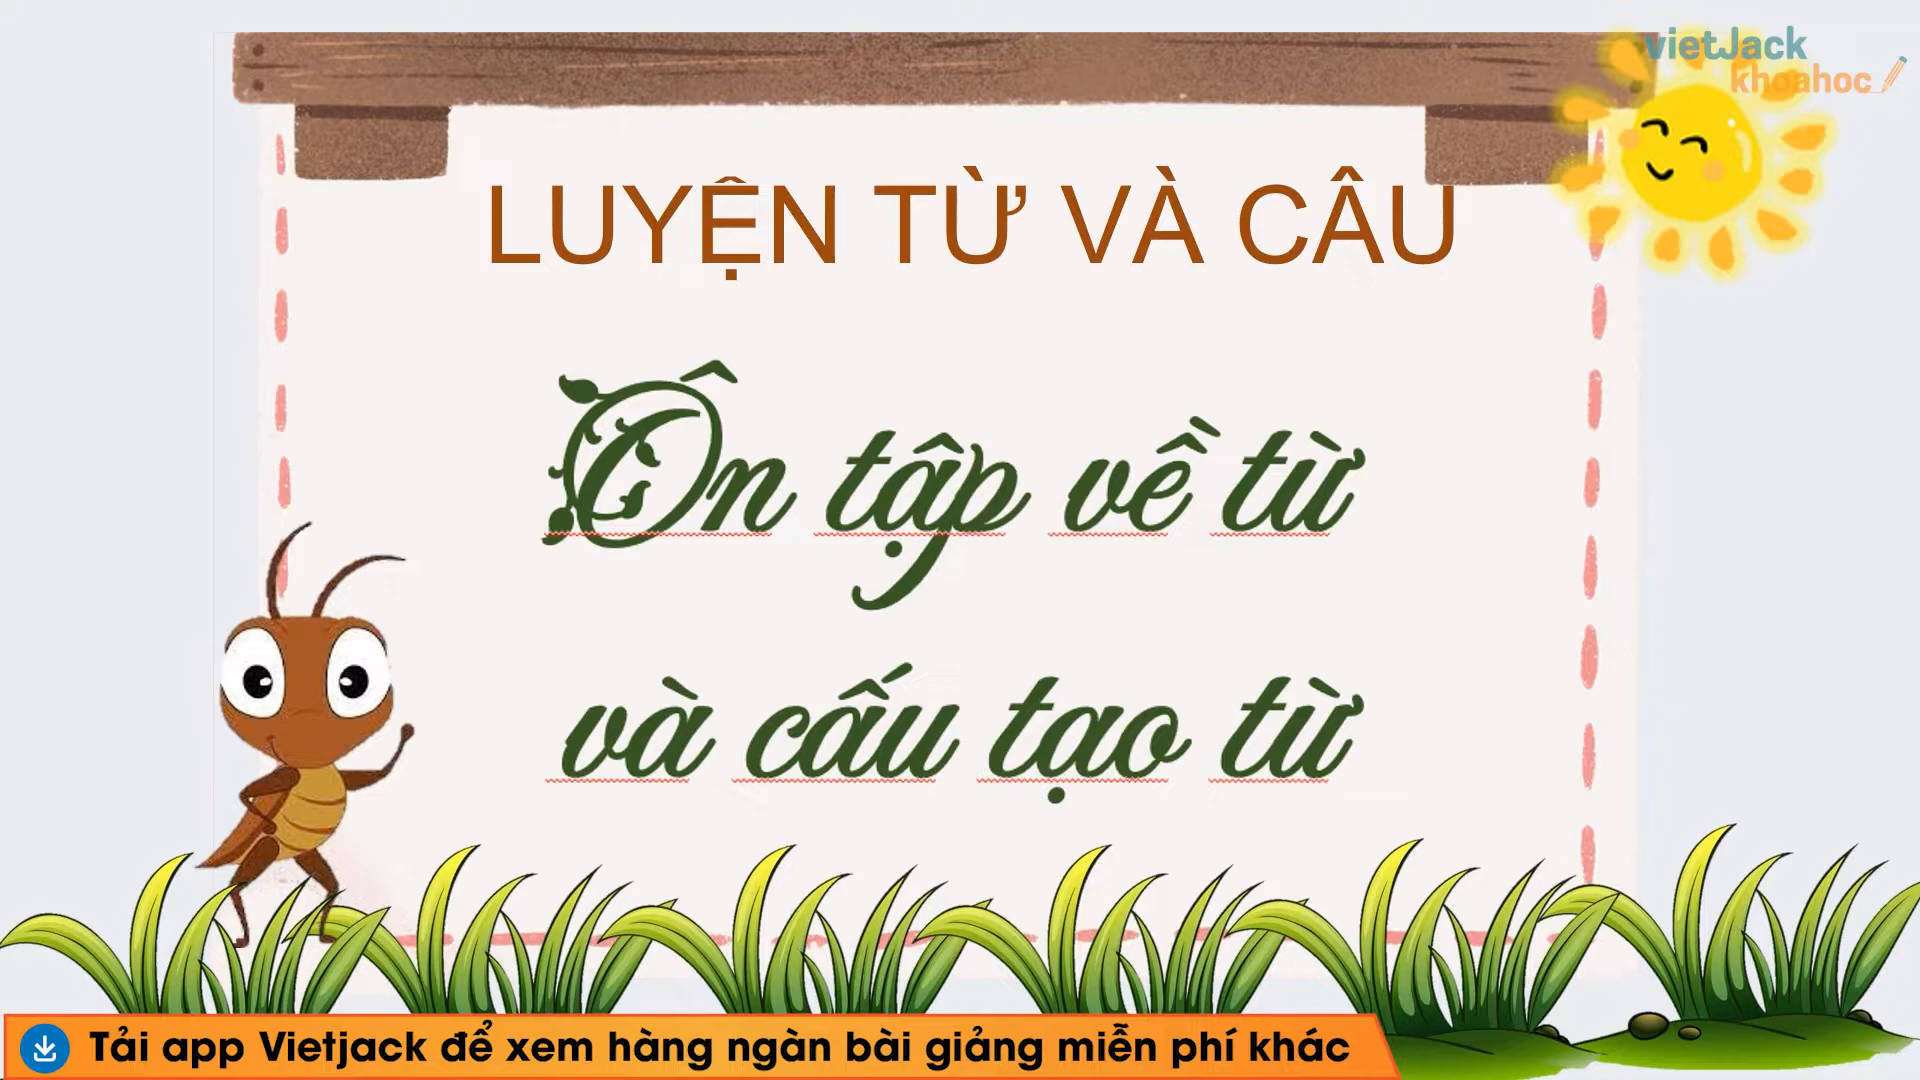 vietJack
khoahoc
LUYỆN TỪ VÀ CÂU
Ôn tập về từ
và cấu tạo từ
Tải app Vietjack để xem hàng ngàn bài giảng miễn phí khác